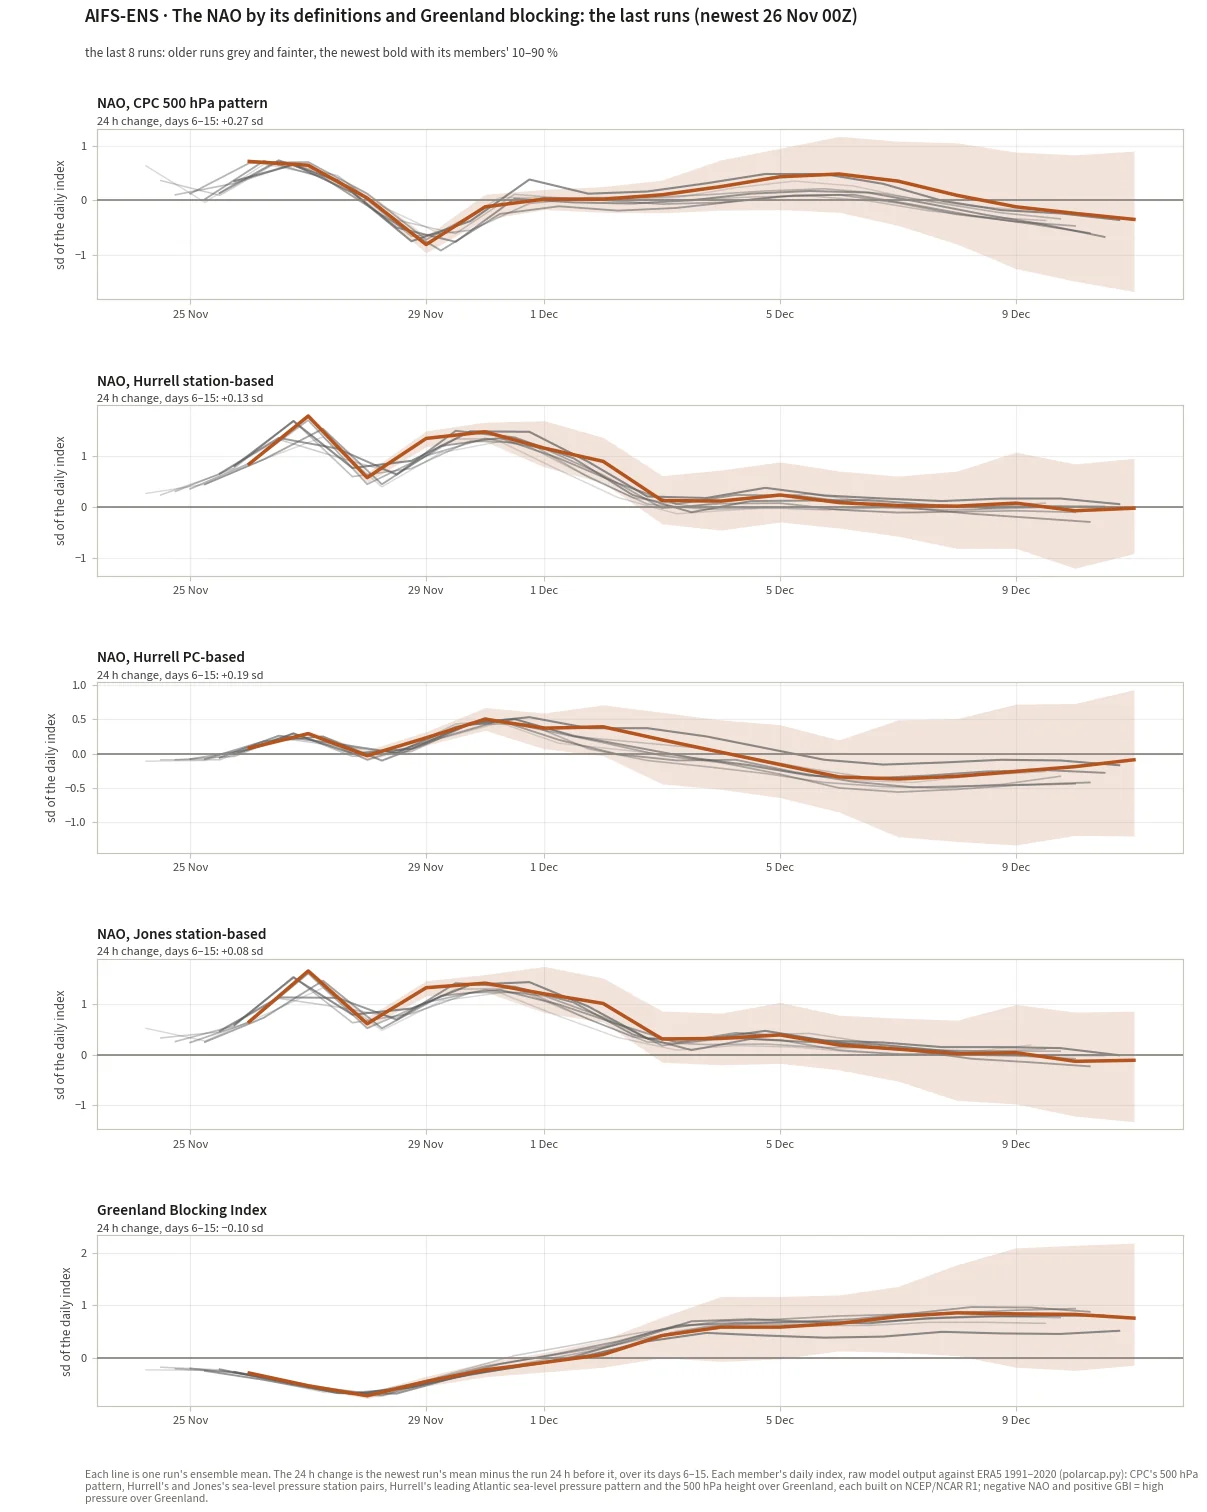 AIFS-ENS · The NAO by its definitions and Greenland blocking: the last runs (newest 26 Nov 00Z)
the last 8 runs: older runs grey and fainter, the newest bold with its members' 10–90 %
NAO, CPC 500 hPa pattern
24 h change, days 6–15: +0.27 sd
sd of the daily index
1
0
−1
25 Nov
29 Nov
1 Dec
5 Dec
9 Dec
NAO, Hurrell station-based
24 h change, days 6–15: +0.13 sd
sd of the daily index
1
0
−1
25 Nov
29 Nov
1 Dec
5 Dec
9 Dec
NAO, Hurrell PC-based
24 h change, days 6–15: +0.19 sd
sd of the daily index
1.0
0.5
0.0
−0.5
−1.0
25 Nov
29 Nov
1 Dec
5 Dec
9 Dec
NAO, Jones station-based
24 h change, days 6–15: +0.08 sd
sd of the daily index
1
0
−1
25 Nov
29 Nov
1 Dec
5 Dec
9 Dec
Greenland Blocking Index
24 h change, days 6–15: −0.10 sd
sd of the daily index
2
1
0
25 Nov
29 Nov
1 Dec
5 Dec
9 Dec
Each line is one run's ensemble mean. The 24 h change is the newest run's mean minus the run 24 h before it, over its days 6–15. Each member's daily index, raw model output against ERA5 1991–2020 (polarcap.py): CPC's 500 hPa
pattern, Hurrell's and Jones's sea-level pressure station pairs, Hurrell's leading Atlantic sea-level pressure pattern and the 500 hPa height over Greenland, each built on NCEP/NCAR R1; negative NAO and positive GBI = high
pressure over Greenland.